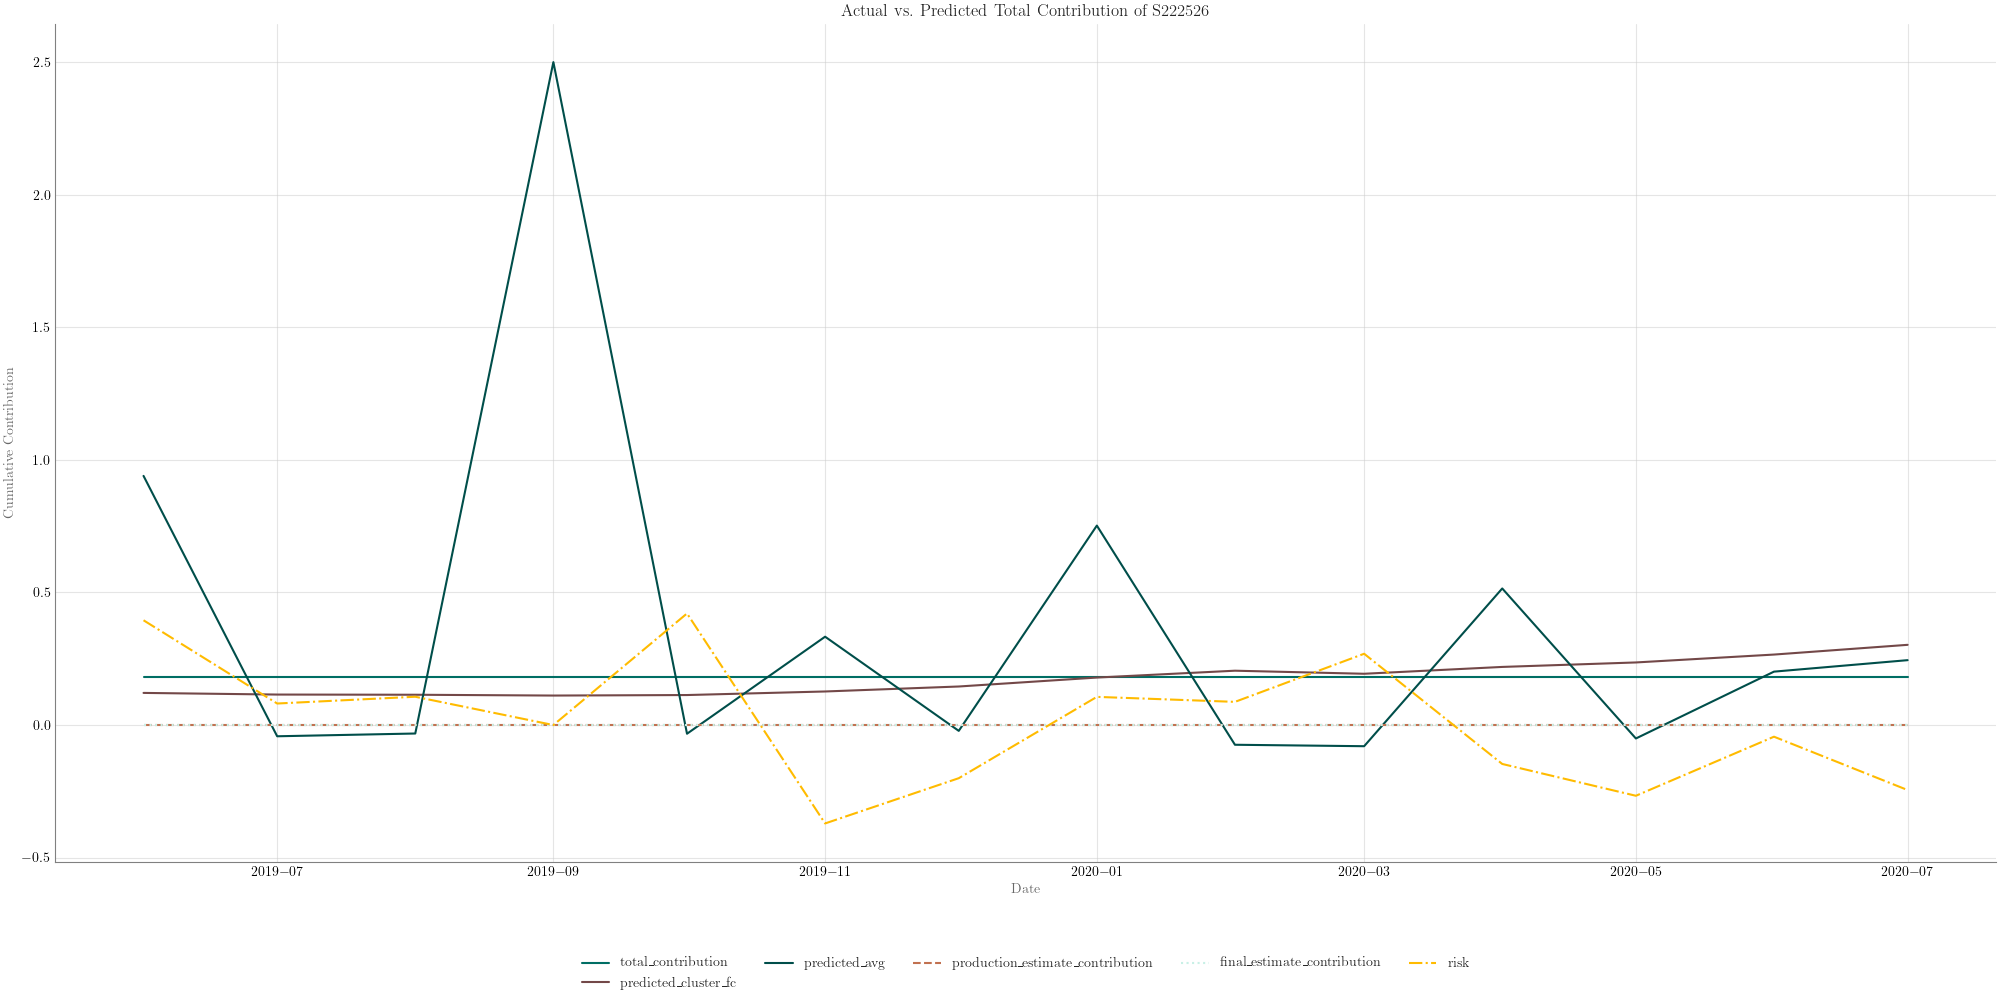 Actual vs. Predicted Total Contribution of S222526
Cumulative Contribution
2.5
2.0
1.5
1.0
0.5
0.0
−0.5
2019−07 2019−09 2019−11 2020−01 2020−03 2020−05 2020−07
Date
total_contribution predicted_avg production_estimate_contribution final_estimate_contribution risk
predicted_cluster_fc